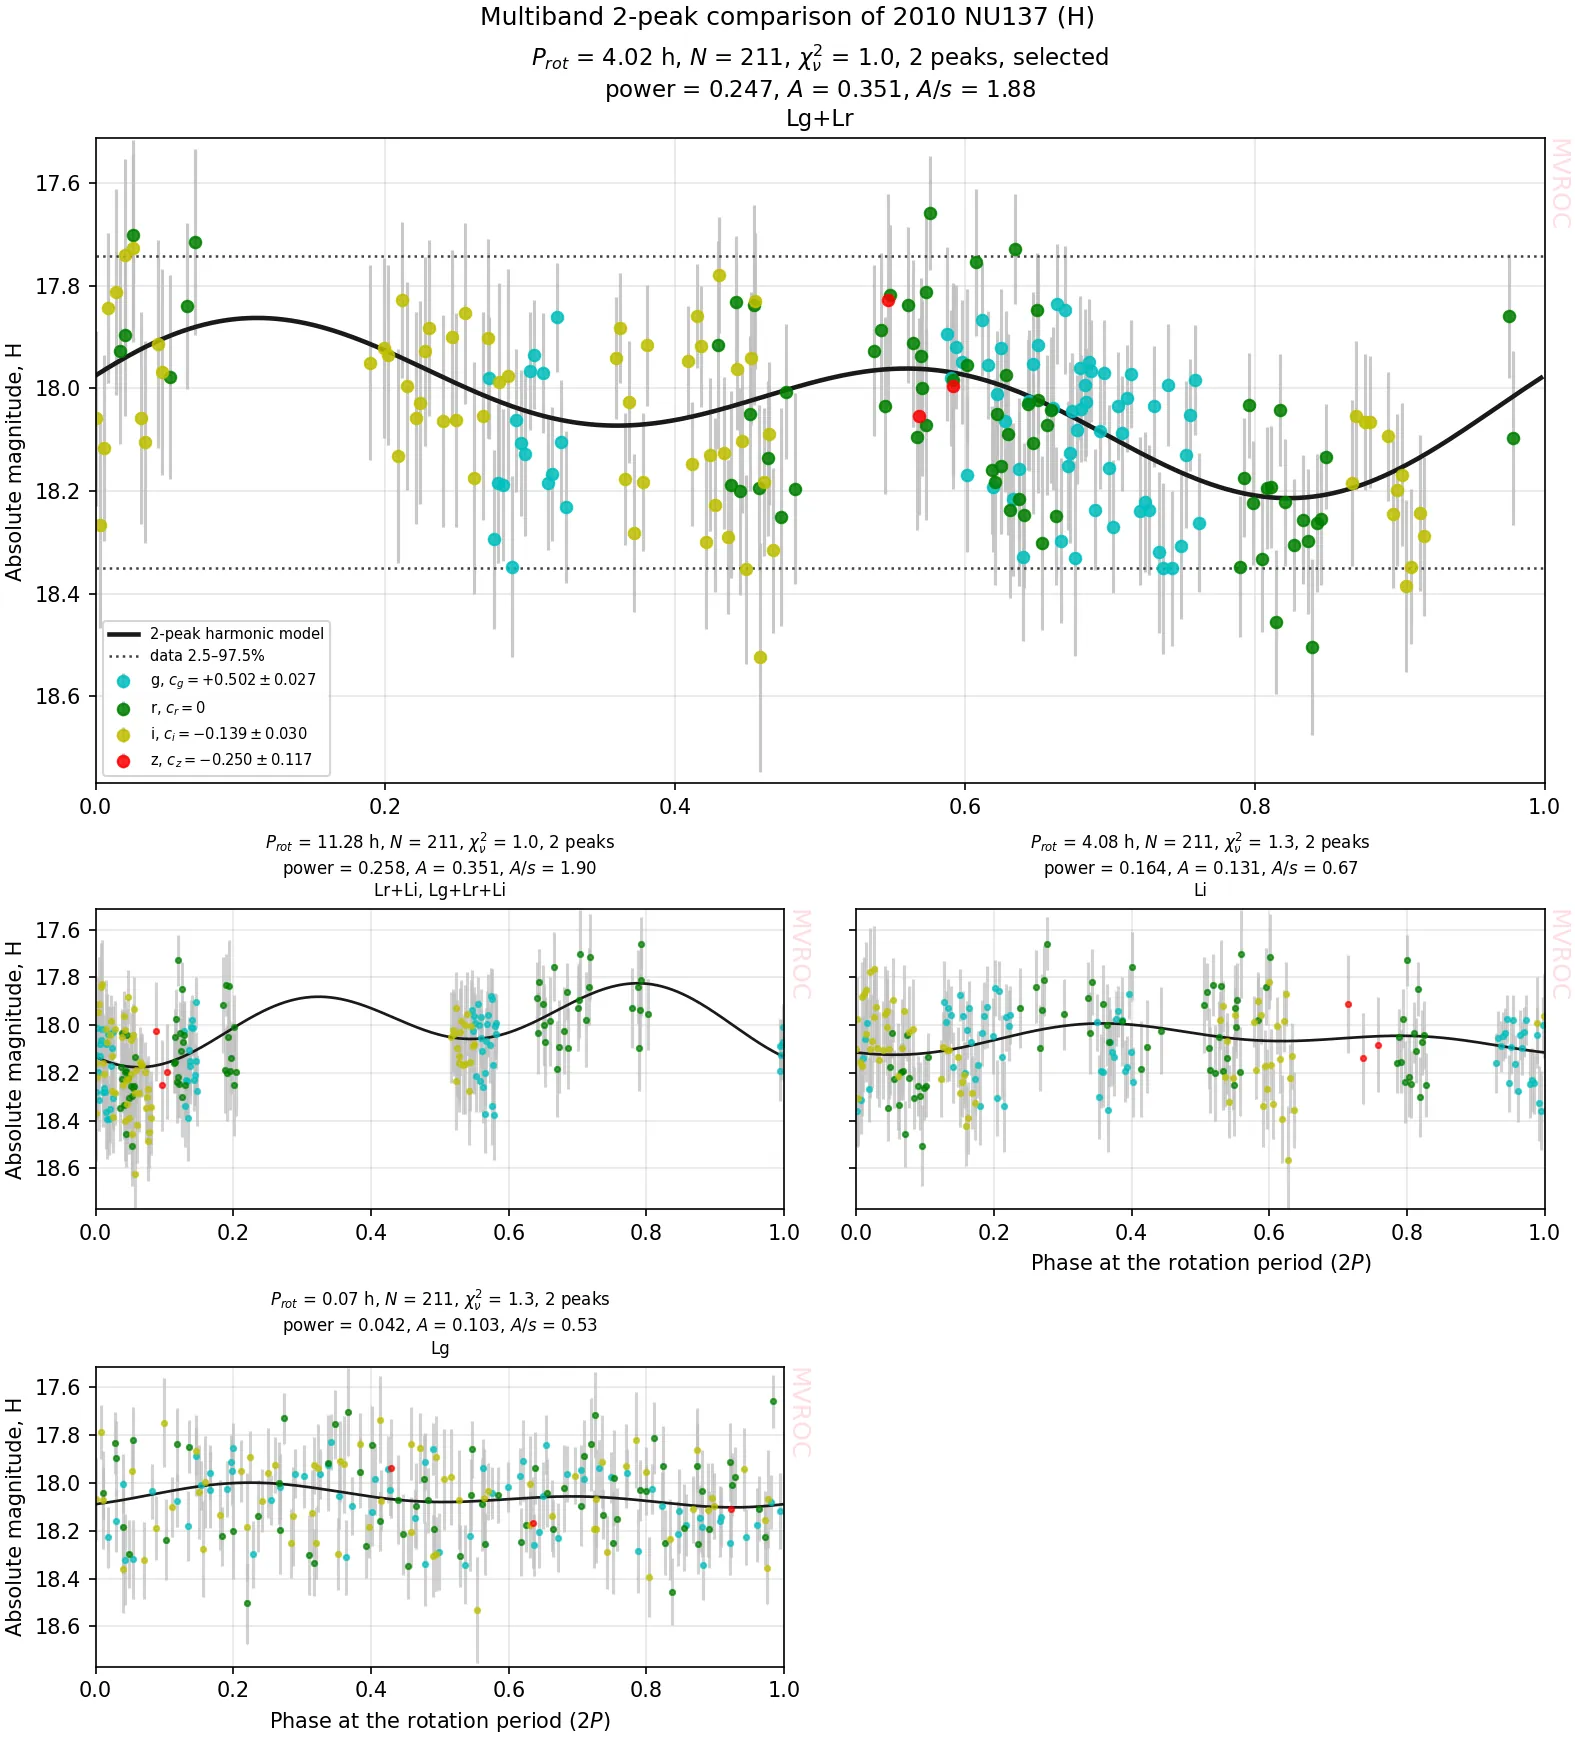 Multiband 2-peak comparison of 2010 NU137 (H)
P_rot = 4.02 h, N = 211, χ²_ν = 1.0, 2 peaks, selected
power = 0.247, A = 0.351, A/s = 1.88
Lg+Lr
MVROC
Absolute magnitude, H
17.6
17.8
18.0
18.2
18.4
18.6
2-peak harmonic model
data 2.5–97.5%
g, c_g = +0.502 ± 0.027
r, c_r = 0
i, c_i = −0.139 ± 0.030
z, c_z = −0.250 ± 0.117
0.0 0.2 0.4 0.6 0.8 1.0
P_rot = 11.28 h, N = 211, χ²_ν = 1.0, 2 peaks
power = 0.258, A = 0.351, A/s = 1.90
Lr+Li, Lg+Lr+Li
MVROC
Absolute magnitude, H
17.6
17.8
18.0
18.2
18.4
18.6
0.0 0.2 0.4 0.6 0.8 1.0
P_rot = 4.08 h, N = 211, χ²_ν = 1.3, 2 peaks
power = 0.164, A = 0.131, A/s = 0.67
Li
MVROC
0.0 0.2 0.4 0.6 0.8 1.0
Phase at the rotation period (2P)
P_rot = 0.07 h, N = 211, χ²_ν = 1.3, 2 peaks
power = 0.042, A = 0.103, A/s = 0.53
Lg
MVROC
Absolute magnitude, H
17.6
17.8
18.0
18.2
18.4
18.6
0.0 0.2 0.4 0.6 0.8 1.0
Phase at the rotation period (2P)